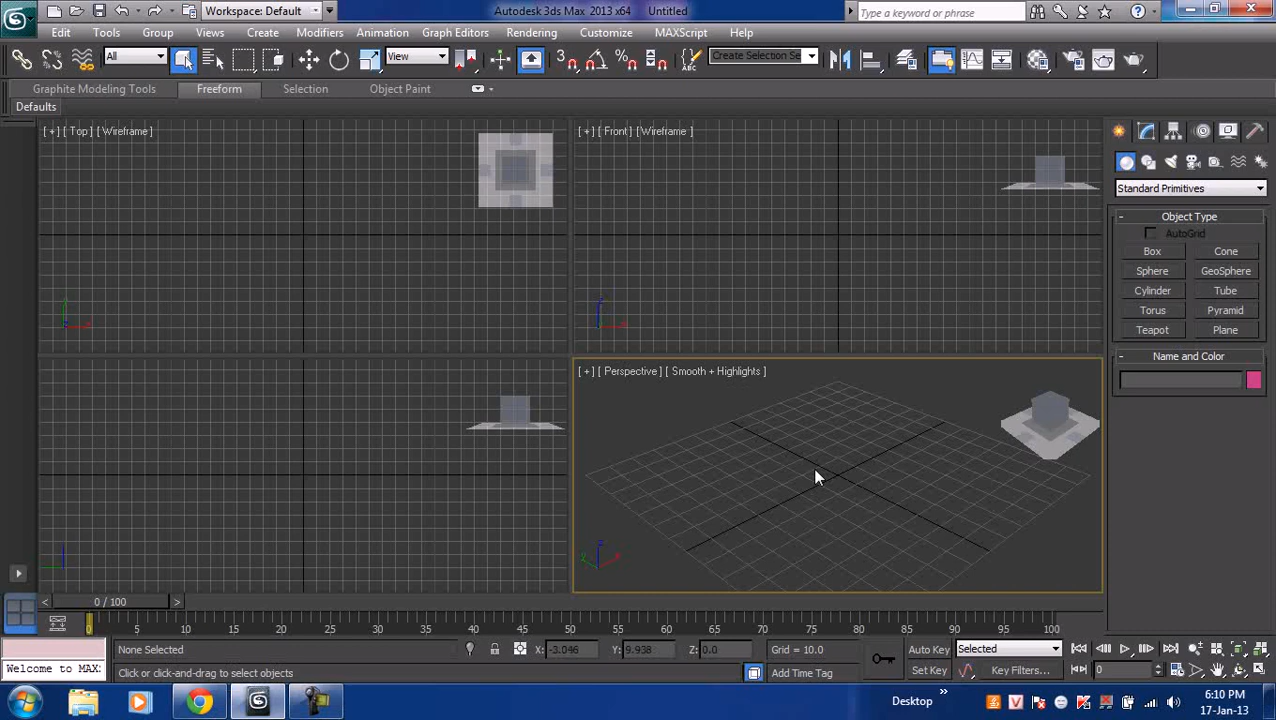 Workspace: Default
Autodesk 3ds Max 2013 x64 Untitled
Type a keyword or phrase
Edit Tools Group Views Create Modifiers Animation Graph Editors Rendering Customize MAXScript Help
All View 3 Create Selection Se
Graphite Modeling Tools Freeform Selection Object Paint
Defaults
[ + ] [ Top ] [ Wireframe ]
[ + ] [ Front ] [ Wireframe ]
Standard Primitives
- Object Type
AutoGrid
Box Cone
Sphere GeoSphere
Cylinder Tube
Torus Pyramid
Teapot Plane
- Name and Color
[ + ] [ Perspective ] [ Smooth + Highlights ]
< 0 / 100 >
0 5 10 15 20 25 30 35 40 45 50 55 60 65 70 75 80 85 90 95 100
None Selected X: -3.046 Y: 9.938 Z: 0.0 Grid = 10.0 Auto Key Selected
Welcome to MAX Click or click-and-drag to select objects Add Time Tag Set Key Key Filters... 0
Desktop » 6:10 PM
17-Jan-13